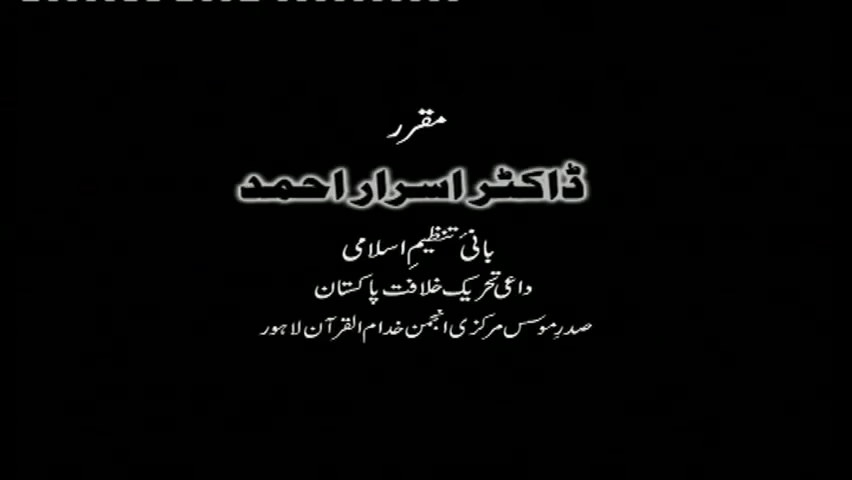 مقرر
ڈاکٹر اسرار احمد
بانیٔ تنظیمِ اسلامی
داعی تحریک خلافت پاکستان
صدرِ موسس مرکزی انجمن خدام القرآن لاہور